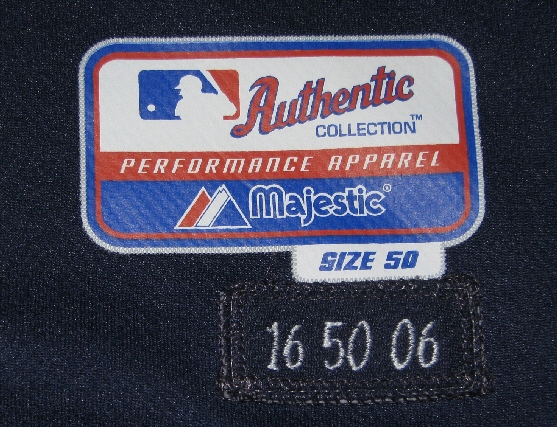 Authentic
COLLECTION™
PERFORMANCE APPAREL
Majestic®
SIZE 50
16 50 06